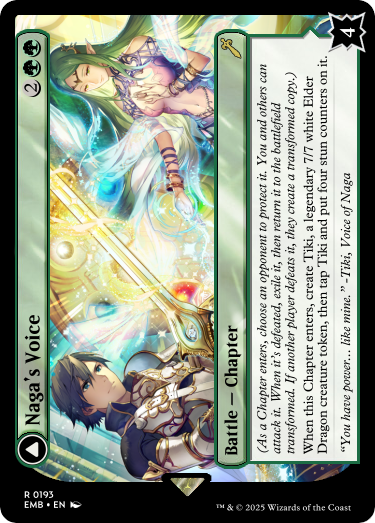 Naga's Voice
2
Battle — Chapter
4
(As a Chapter enters, choose an opponent to protect it. You and others can
attack it. When it's defeated, exile it, then return it to the battlefield
transformed. If another player defeats it, they create a transformed copy.)
When this Chapter enters, create Tiki, a legendary 7/7 white Elder
Dragon creature token, then tap Tiki and put four stun counters on it.
“You have power... like mine.” -Tiki, Voice of Naga
R 0193
EMB • EN
™ & © 2025 Wizards of the Coast